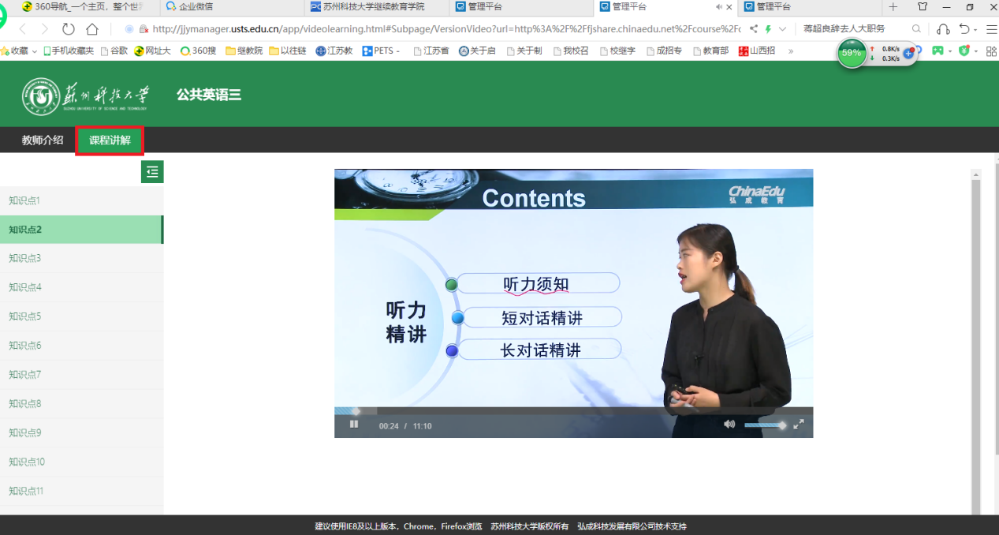 360导航_一个主页，整个世
企业微信
苏州科技大学继续教育学院
管理平台
管理平台
管理平台
http://jjymanager.usts.edu.cn/app/videolearning.html#Subpage/VersionVideo?url=http%3A%2F%2Ffjshare.chinaedu.net%2Fcourse%2Fc
蒋超良辞去人大职务
收藏
手机收藏夹
谷歌
网址大
360搜
继教院
以往链
江苏教
PETS -
江苏省
关于启
关于制
我校召
校继字
成招专
教育部
山西招
»
59%
0.8K/s
0.3K/s
苏州科技大学
SUZHOU UNIVERSITY OF SCIENCE AND TECHNOLOGY
公共英语三
教师介绍
课程讲解
知识点1
知识点2
知识点3
知识点4
知识点5
知识点6
知识点7
知识点8
知识点9
知识点10
知识点11
Contents
ChinaEdu
弘成教育
听力
精讲
听力须知
短对话精讲
长对话精讲
00:24 / 11:10
建议使用IE8及以上版本，Chrome，Firefox浏览 苏州科技大学版权所有 弘成科技发展有限公司技术支持